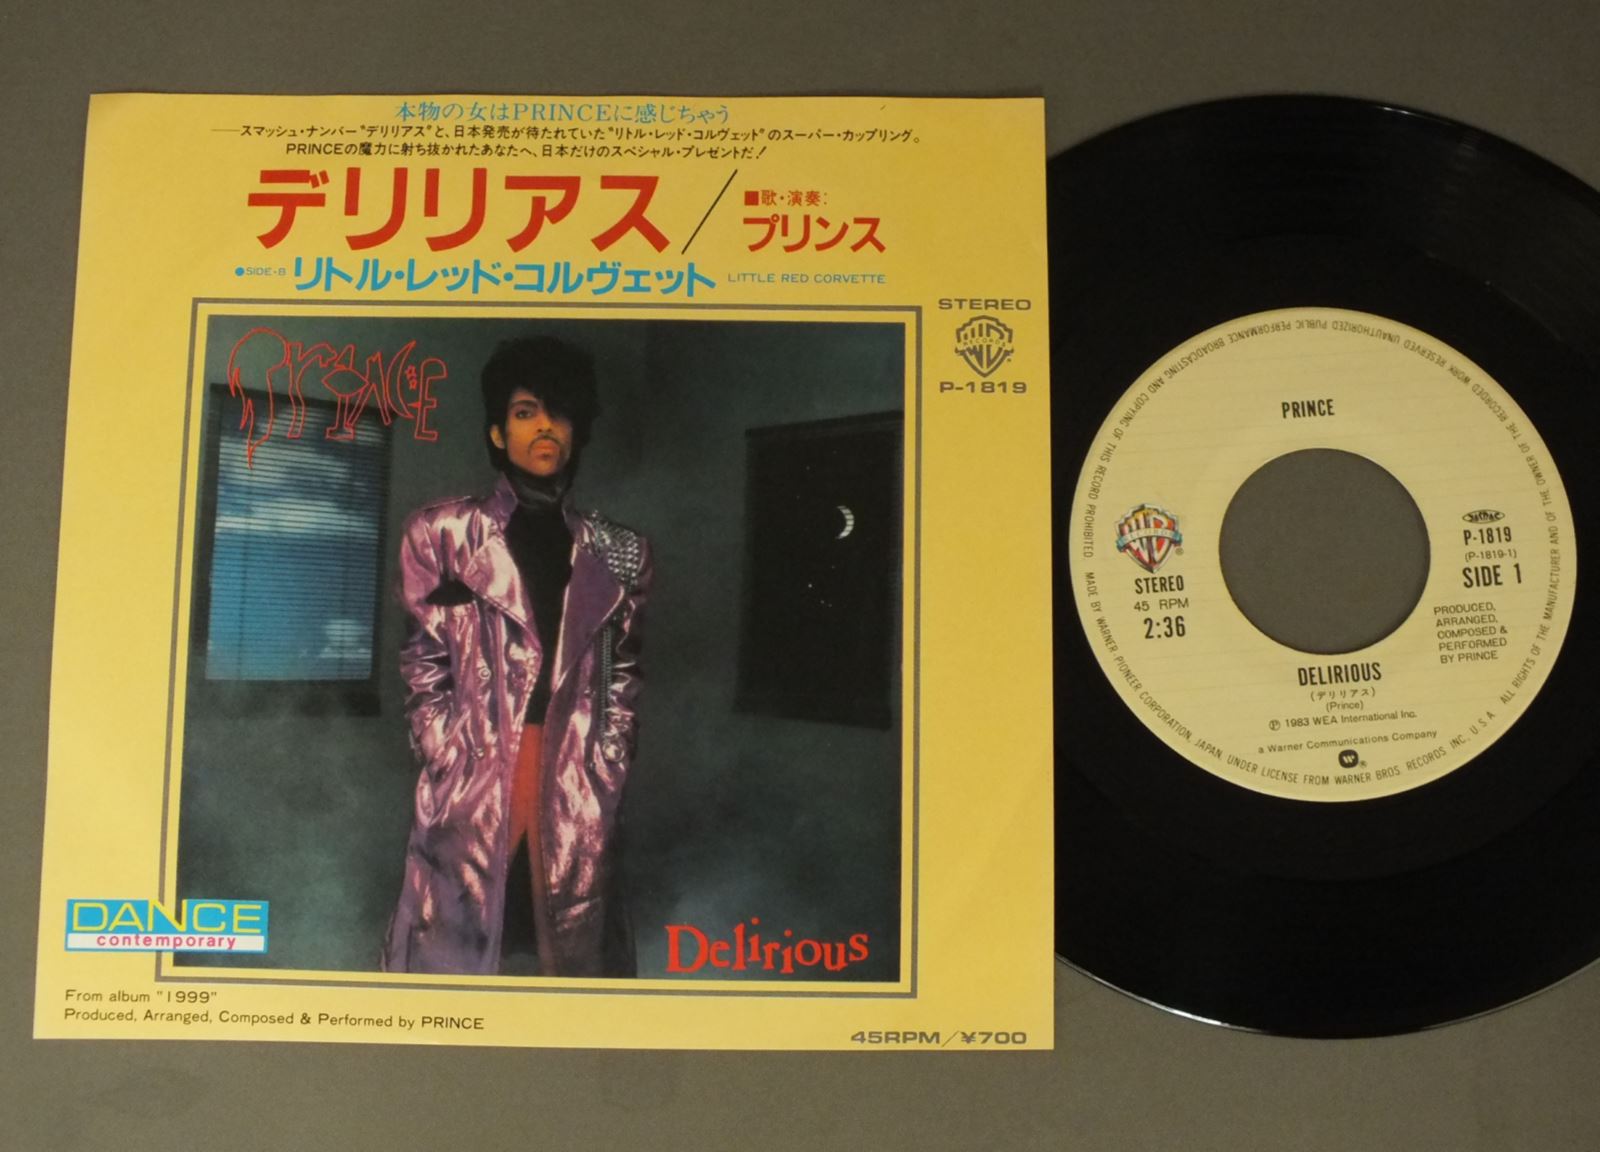 本物の女はPRINCEに感じちゃう
──スマッシュ・ナンバー“デリリアス”と、日本発売が待たれていた“リトル・レッド・コルヴェット”のスーパー・カップリング。
PRINCEの魔力に射ち抜かれたあなたへ、日本だけのスペシャル・プレゼントだ!
デリリアス/
■歌・演奏:
プリンス
●SIDE-B リトル・レッド・コルヴェット LITTLE RED CORVETTE
STEREO
WB
RECORDS
P-1819
PRINCE
Delirious
DANCE
contemporary
From album "1999"
Produced, Arranged, Composed & Performed by PRINCE
45RPM/¥700
PRINCE
WB
RECORDS
®
STEREO
45 RPM
2:36
P-1819
(P-1819-1)
SIDE 1
PRODUCED,
ARRANGED,
COMPOSED &
PERFORMED
BY PRINCE
DELIRIOUS
(デリリアス)
(Prince)
Ⓟ 1983 WEA International Inc.
a Warner Communications Company
®
MADE BY WARNER-PIONEER CORPORATION, JAPAN, UNDER LICENSE FROM WARNER BROS. RECORDS INC., U.S.A. ALL RIGHTS OF THE MANUFACTURER AND OF THE OWNER OF THE RECORDED WORK RESERVED UNAUTHORIZED PUBLIC PERFORMANCE BROADCASTING AND COPYING OF THIS RECORD PROHIBITED